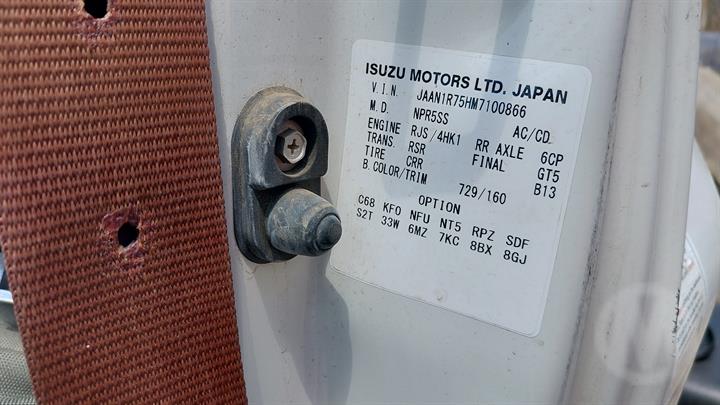 ISUZU MOTORS LTD. JAPAN
V.I.N. JAAN1R75HM7100866
M.D. NPR5SS AC/CD
ENGINE RJS/4HK1 RR AXLE 6CP
TRANS. RSR FINAL GT5
TIRE CRR B13
B.COLOR/TRIM 729/160
OPTION
C68 KFO NFU NT5 RPZ SDF
S2T 33W 6MZ 7KC 8BX 8GJ